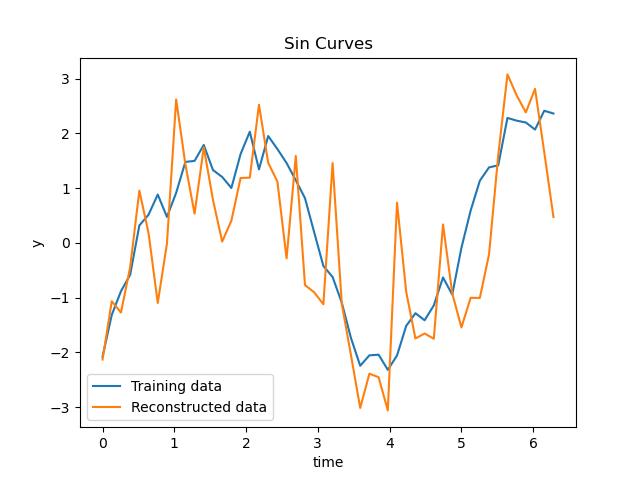 Sin Curves
3
2
1
0
−1
−2
−3
y
Training data
Reconstructed data
0 1 2 3 4 5 6
time